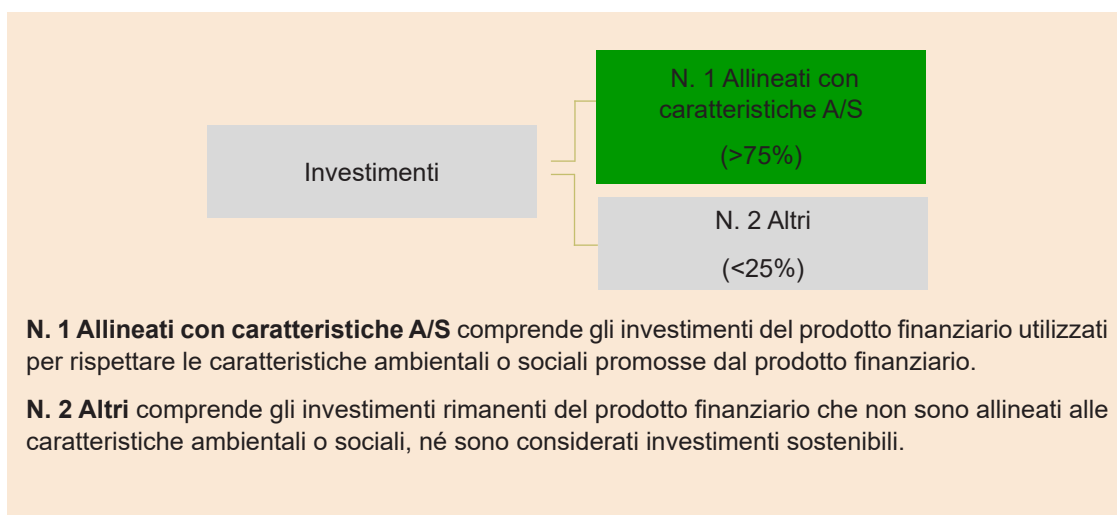 N. 1 Allineati con
caratteristiche A/S
(>75%)
Investimenti
N. 2 Altri
(<25%)
N. 1 Allineati con caratteristiche A/S comprende gli investimenti del prodotto finanziario utilizzati
per rispettare le caratteristiche ambientali o sociali promosse dal prodotto finanziario.
N. 2 Altri comprende gli investimenti rimanenti del prodotto finanziario che non sono allineati alle
caratteristiche ambientali o sociali, né sono considerati investimenti sostenibili.